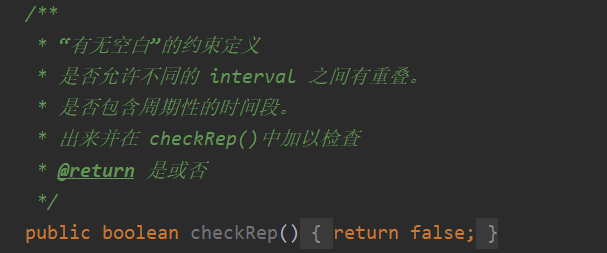 /**
* “有无空白”的约束定义
* 是否允许不同的 interval 之间有重叠。
* 是否包含周期性的时间段。
* 出来并在 checkRep()中加以检查
* @return 是或否
*/
public boolean checkRep() { return false; }